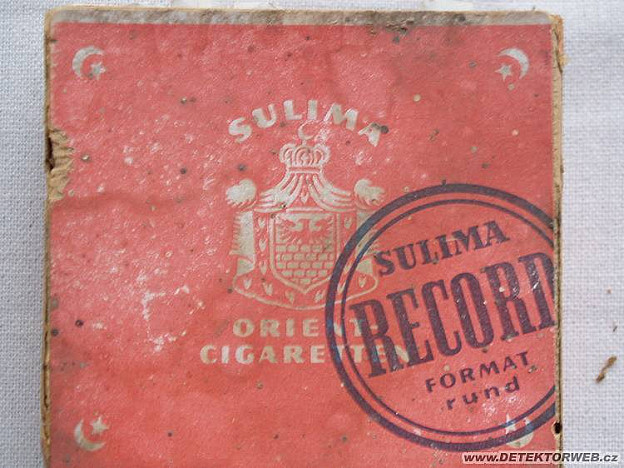 SULIMA
ORIENT
CIGARETTEN
SULIMA
RECORD
FORMAT
rund
www.DETEKTORWEB.cz